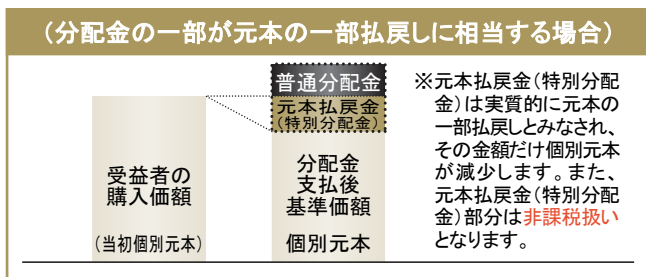 （分配金の一部が元本の一部払戻しに相当する場合）
普通分配金
元本払戻金
（特別分配金）
受益者の
購入価額
（当初個別元本）
分配金
支払後
基準価額
個別元本
※元本払戻金（特別分配
金）は実質的に元本の
一部払戻しとみなされ、
その金額だけ個別元本
が減少します。また、
元本払戻金（特別分配
金）部分は非課税扱い
となります。